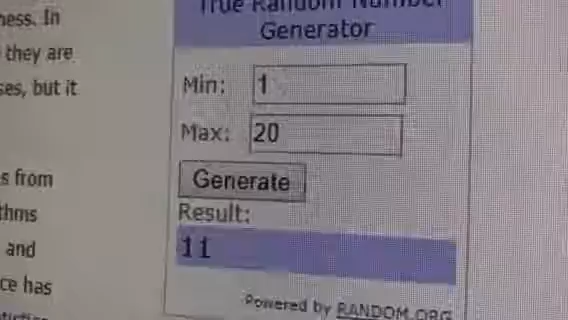 ness. In
they are
ses, but it
s from
thms
and
ce has
True Random Number
Generator
Min: 1
Max: 20
Generate
Result:
11
Powered by RANDOM.ORG